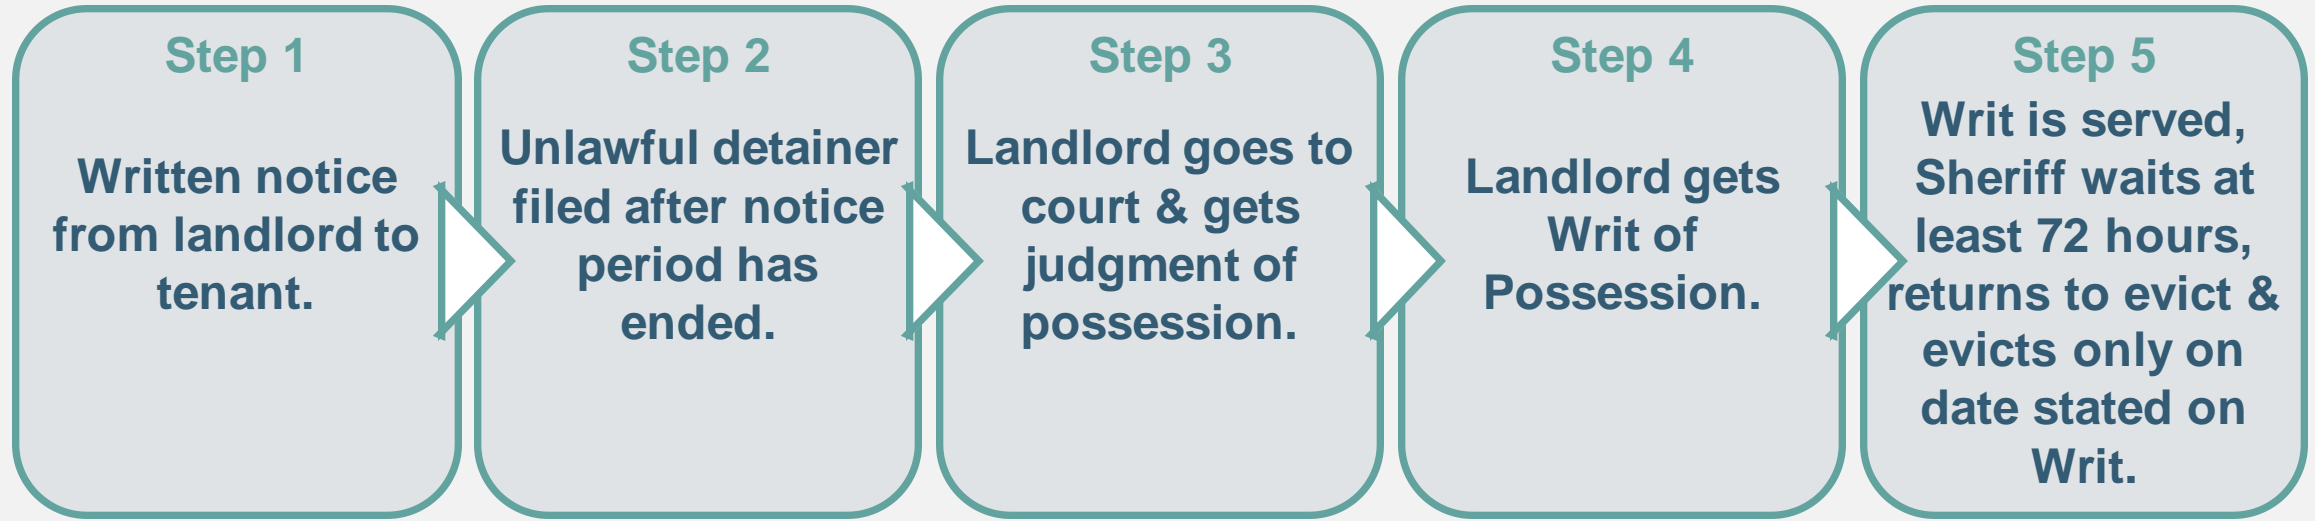 Step 1
Written notice
from landlord to
tenant.
Step 2
Unlawful detainer
filed after notice
period has
ended.
Step 3
Landlord goes to
court & gets
judgment of
possession.
Step 4
Landlord gets
Writ of
Possession.
Step 5
Writ is served,
Sheriff waits at
least 72 hours,
returns to evict &
evicts only on
date stated on
Writ.